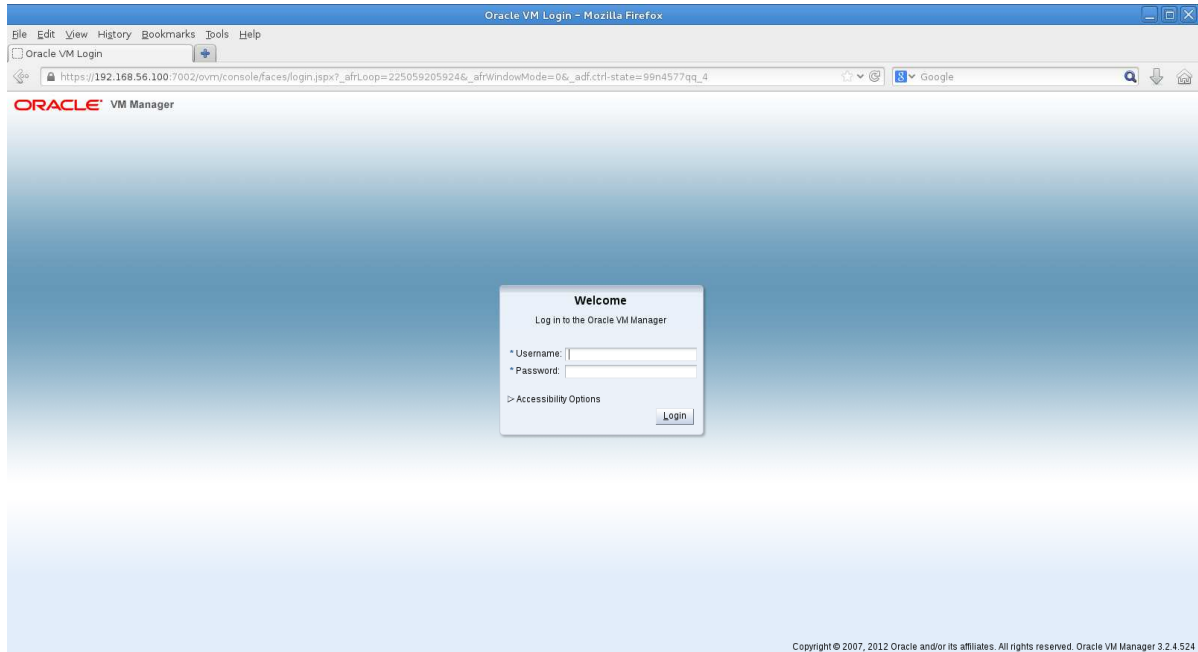 Oracle VM Login - Mozilla Firefox
File Edit View History Bookmarks Tools Help
Oracle VM Login
https://192.168.56.100:7002/ovm/console/faces/login.jspx?_afrLoop=225059205924&_afrWindowMode=0&_adf.ctrl-state=99n4577qq_4
Google
ORACLE VM Manager
Welcome
Log in to the Oracle VM Manager
* Username:
* Password:
Accessibility Options
Login
Copyright © 2007, 2012 Oracle and/or its affiliates. All rights reserved. Oracle VM Manager 3.2.4.524